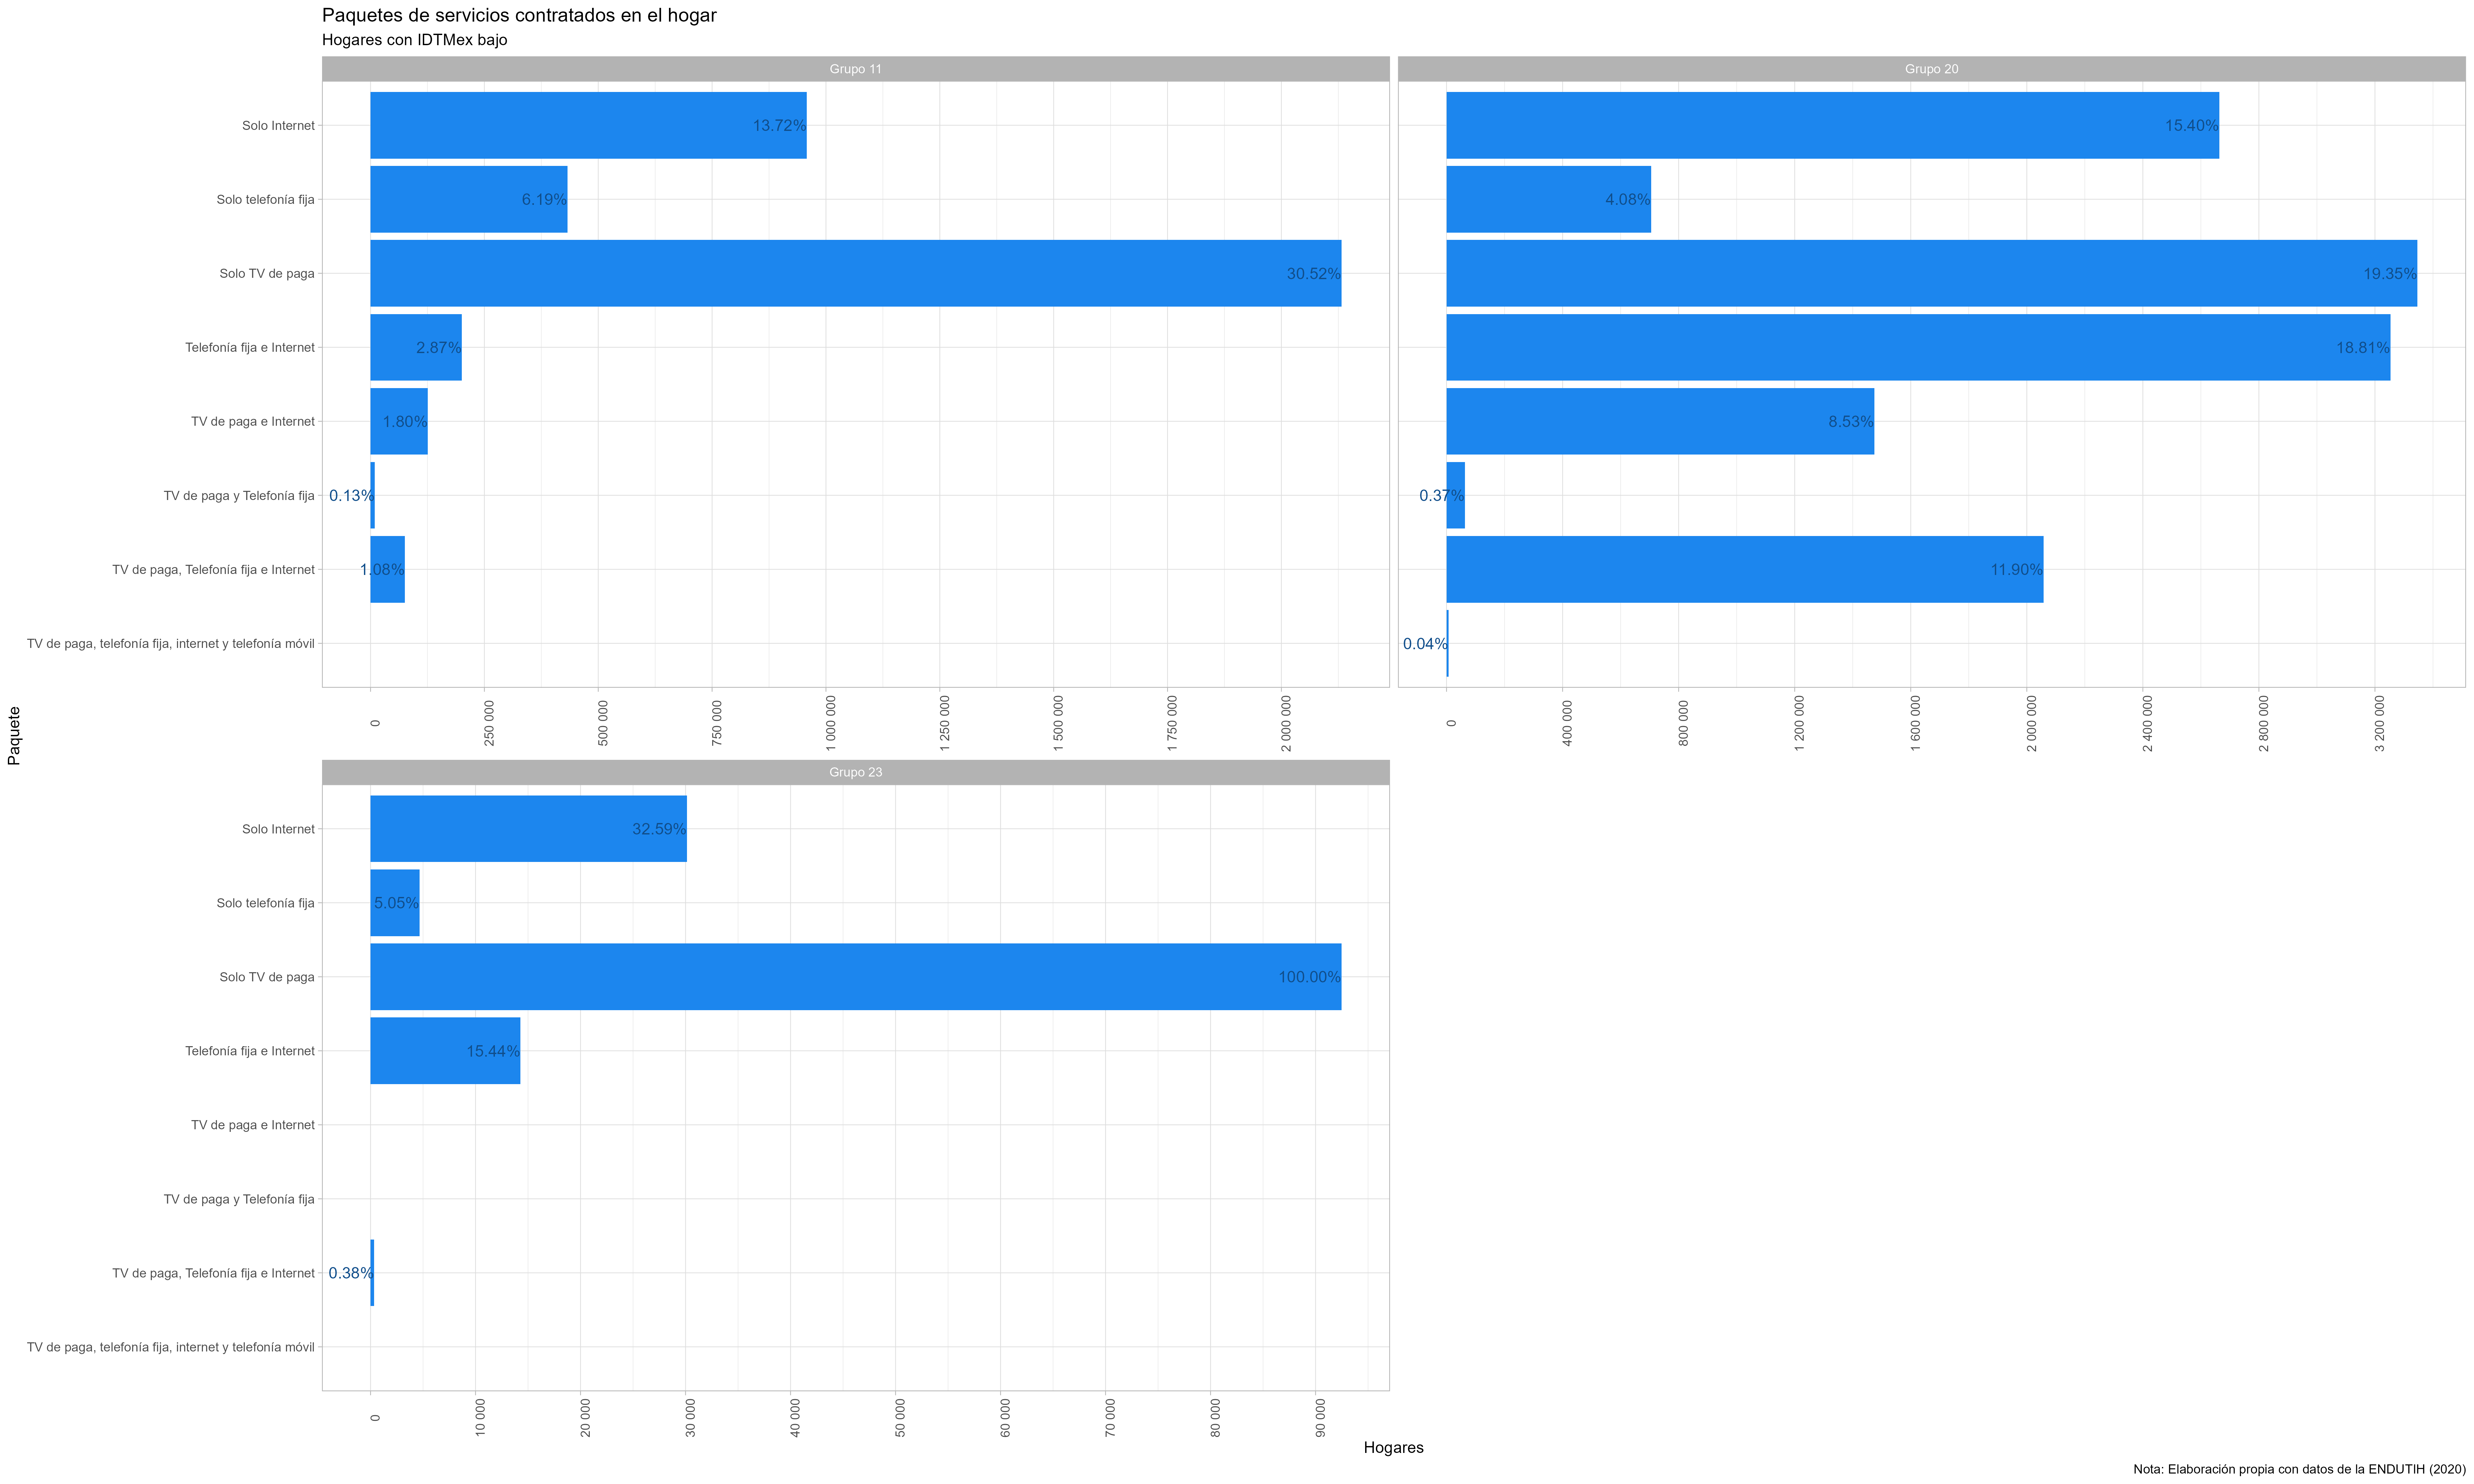 Paquetes de servicios contratados en el hogar
Hogares con IDTMex bajo
Grupo 11
Solo Internet
13.72%
Solo telefonía fija
6.19%
Solo TV de paga
30.52%
Telefonía fija e Internet
2.87%
TV de paga e Internet
1.80%
TV de paga y Telefonía fija
0.13%
TV de paga, Telefonía fija e Internet
1.08%
TV de paga, telefonía fija, internet y telefonía móvil
0
250 000
500 000
750 000
1 000 000
1 250 000
1 500 000
1 750 000
2 000 000
Grupo 20
15.40%
4.08%
19.35%
18.81%
8.53%
0.37%
11.90%
0.04%
0
400 000
800 000
1 200 000
1 600 000
2 000 000
2 400 000
2 800 000
3 200 000
Paquete
Grupo 23
Solo Internet
32.59%
Solo telefonía fija
5.05%
Solo TV de paga
100.00%
Telefonía fija e Internet
15.44%
TV de paga e Internet
TV de paga y Telefonía fija
TV de paga, Telefonía fija e Internet
0.38%
TV de paga, telefonía fija, internet y telefonía móvil
0
10 000
20 000
30 000
40 000
50 000
60 000
70 000
80 000
90 000
Hogares
Nota: Elaboración propia con datos de la ENDUTIH (2020)